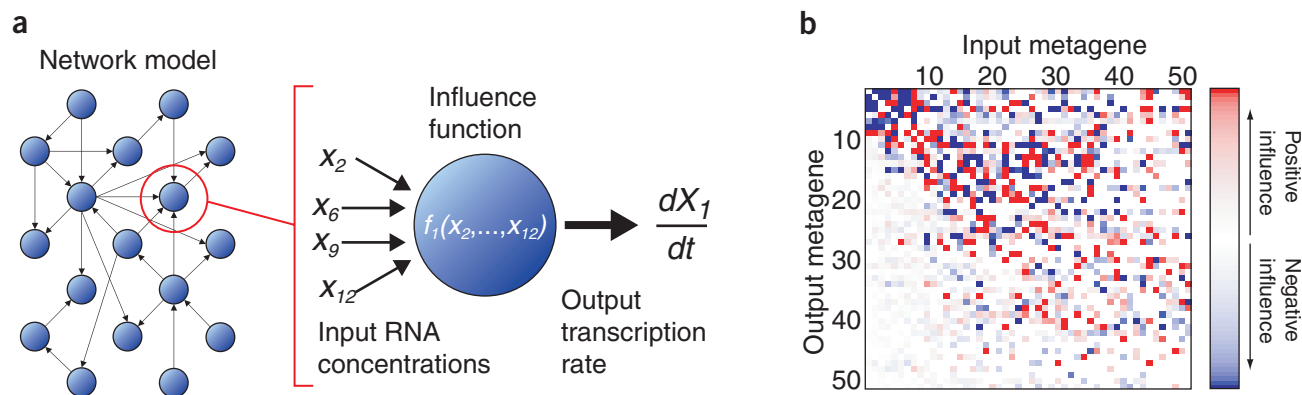 a
Network model
Influence
function
x2
x6
x9
x12
f1(x2,...,x12)
dX1
dt
Input RNA
concentrations
Output
transcription
rate
b
Input metagene
10 20 30 40 50
Output metagene
10
20
30
40
50
Positive
influence
Negative
influence